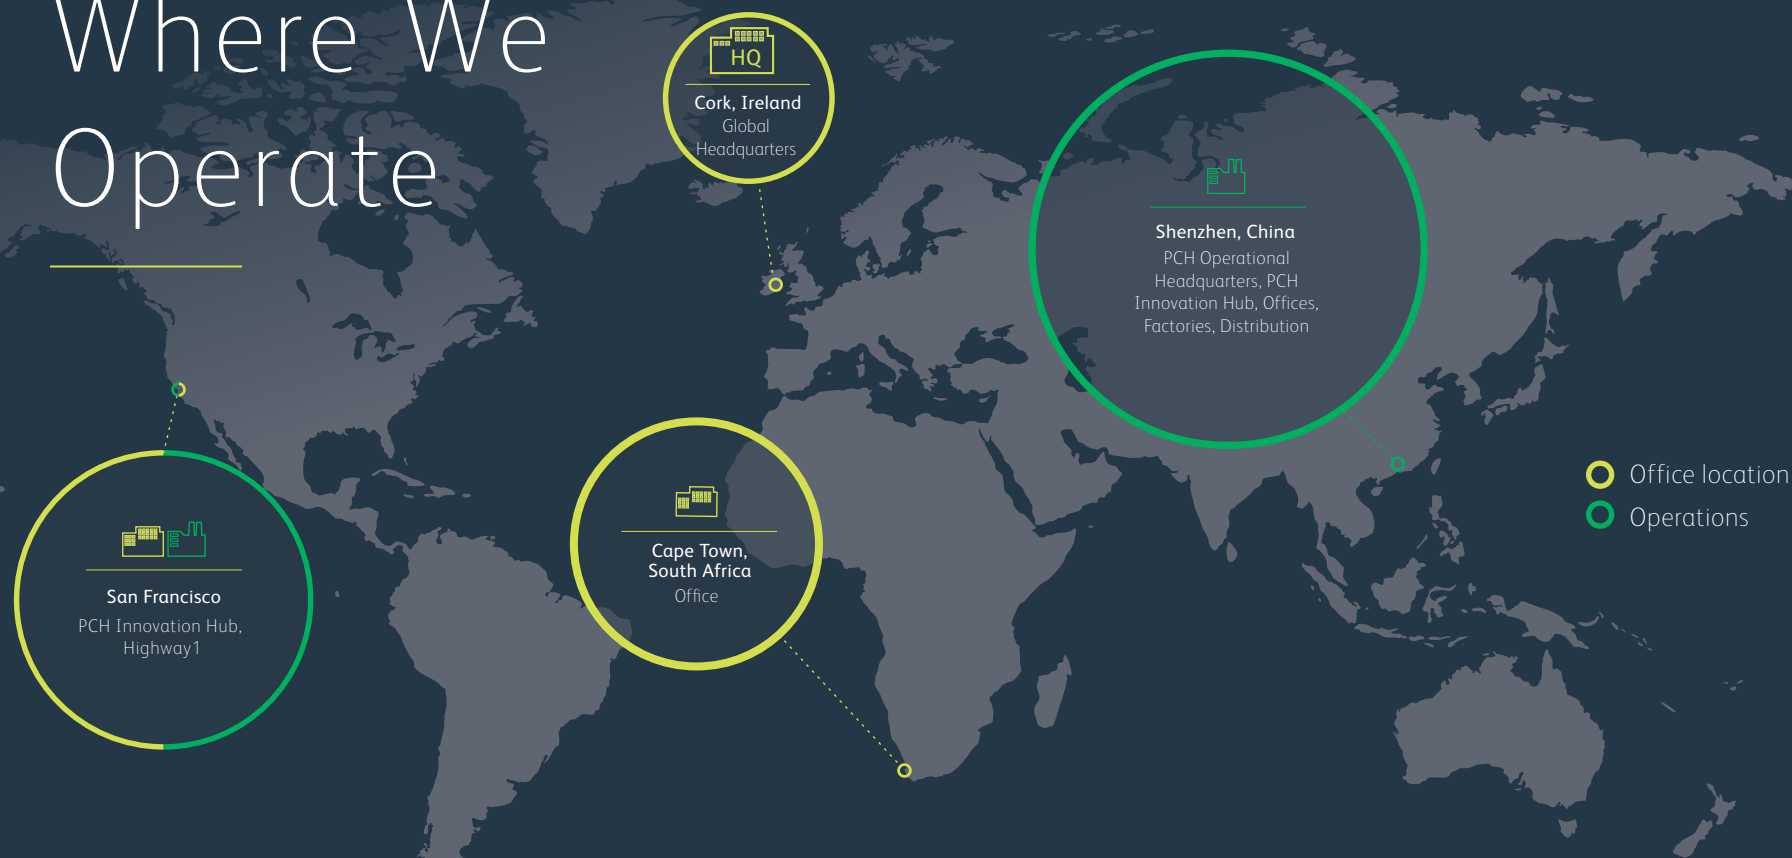 Where We
Operate
HQ
Cork, Ireland
Global
Headquarters
Shenzhen, China
PCH Operational
Headquarters, PCH
Innovation Hub, Offices,
Factories, Distribution
Office location
Operations
Cape Town,
South Africa
Office
San Francisco
PCH Innovation Hub,
Highway1